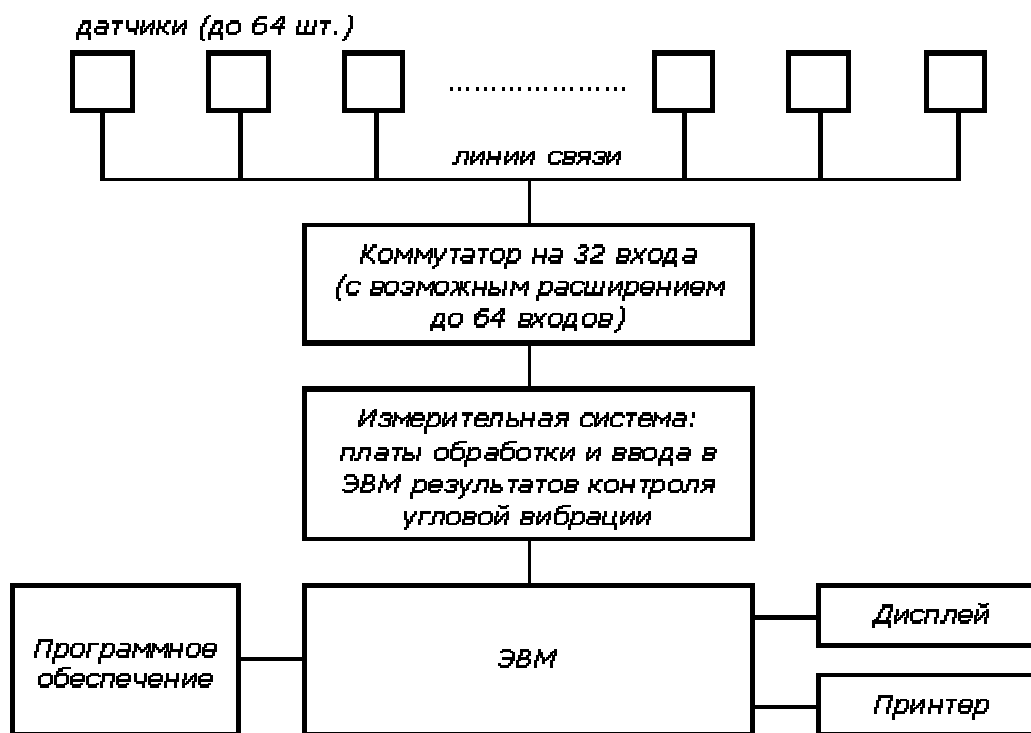 датчики (до 64 шт.)
.....................
линии связи
Коммутатор на 32 входа
(с возможным расширением
до 64 входов)
Измерительная система:
платы обработки и ввода в
ЭВМ результатов контроля
угловой вибрации
Программное
обеспечение
ЭВМ
Дисплей
Принтер